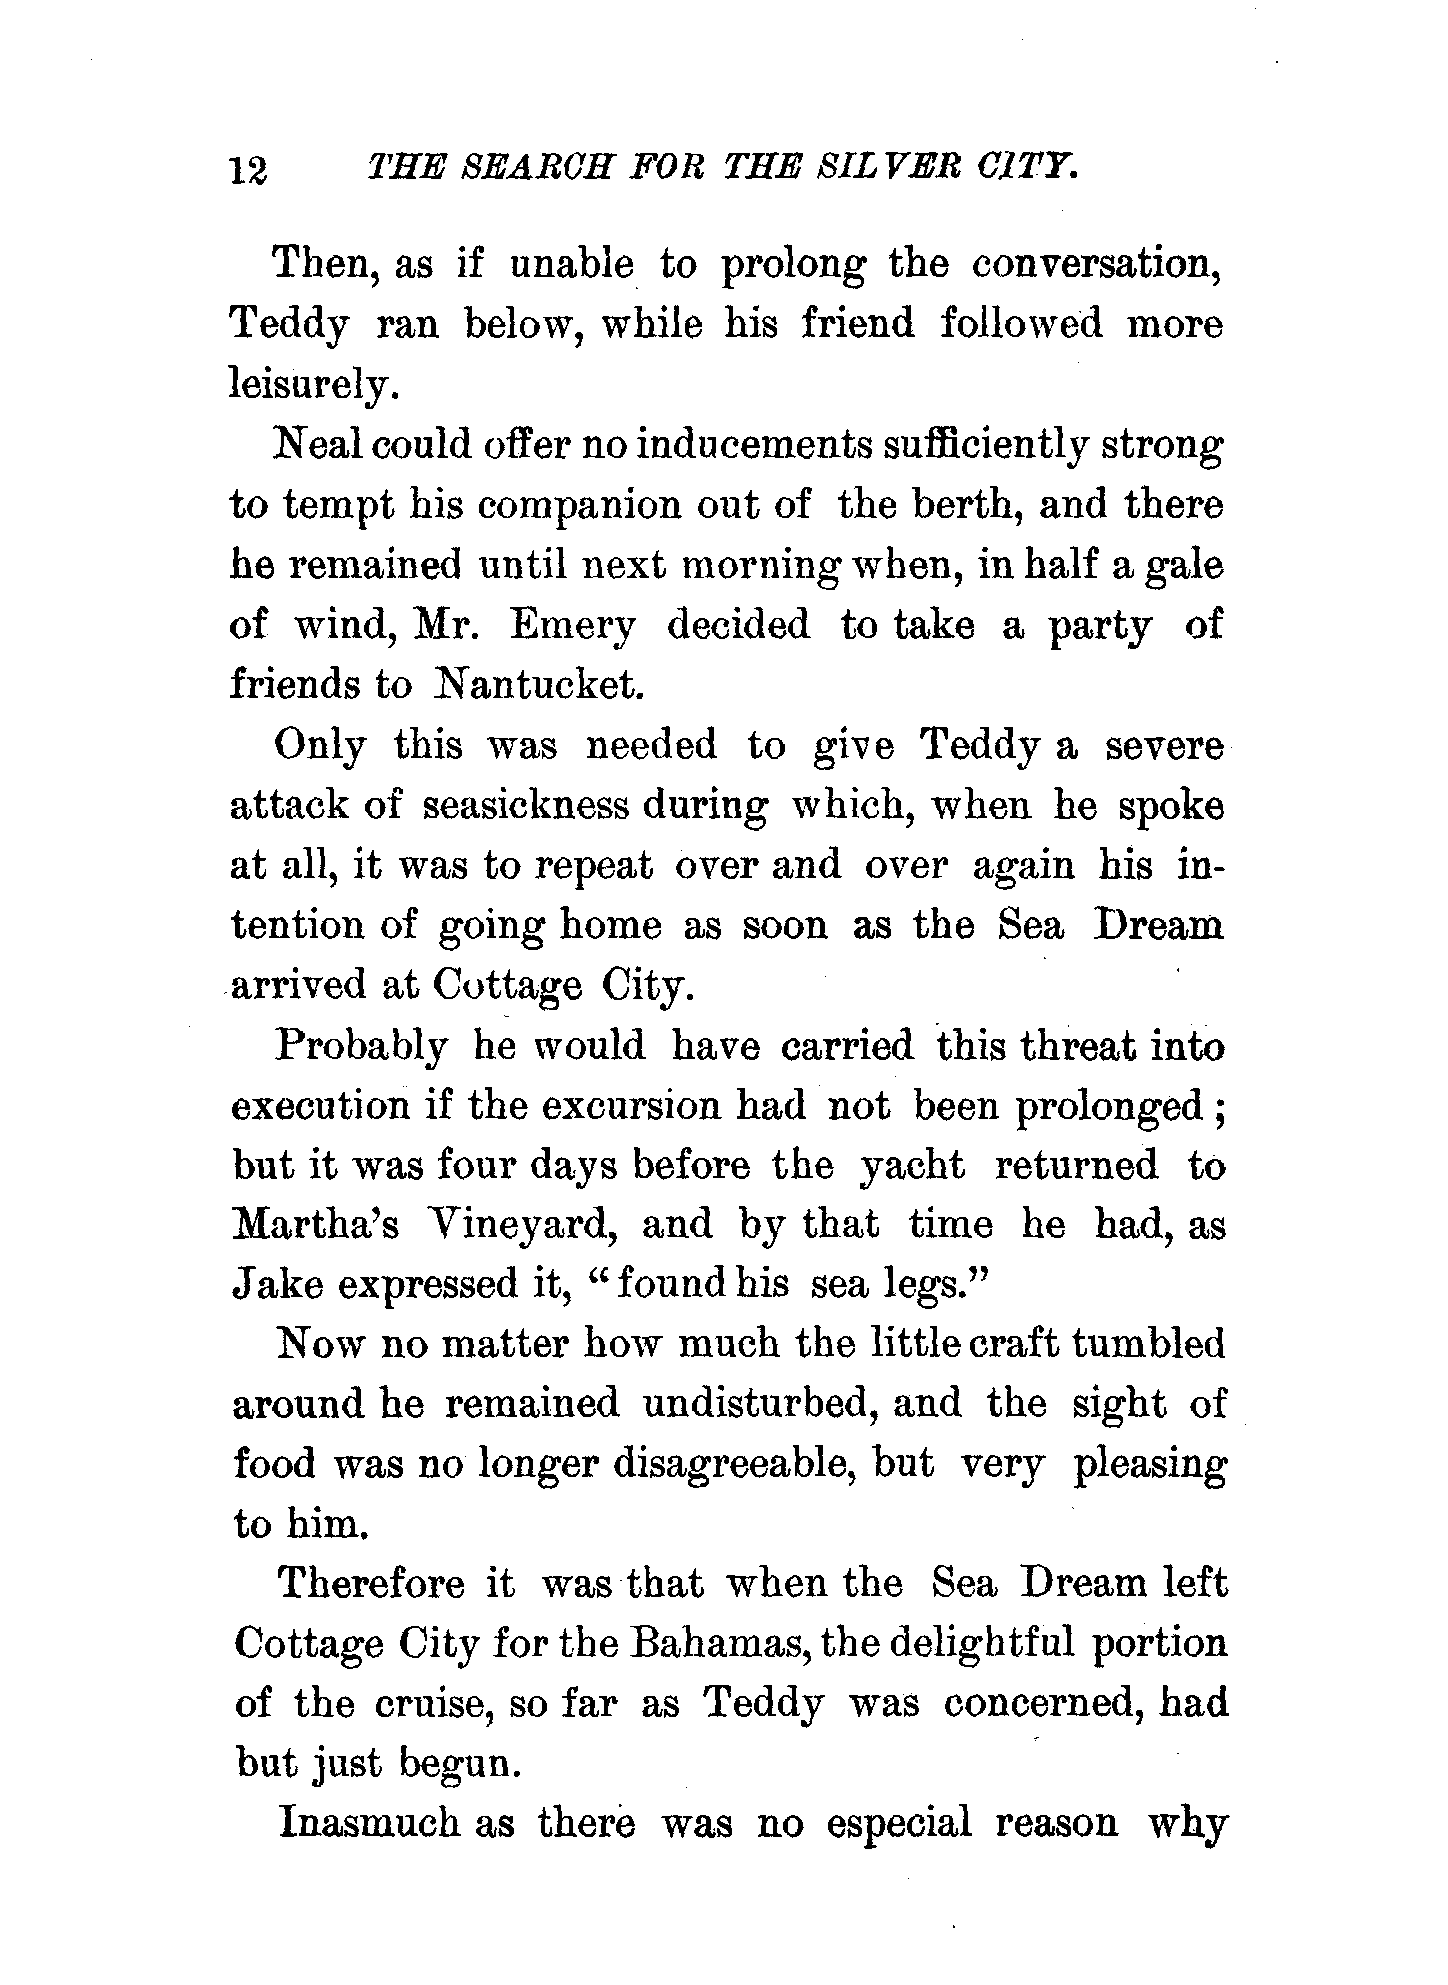 12 THE SEARCH FOR THE SILVER CITY.
Then, as if unable to prolong the conversation,
Teddy ran below, while his friend followed more
leisurely.
Neal could offer no inducements sufficiently strong
to tempt his companion out of the berth, and there
he remained until next morning when, in half a gale
of wind, Mr. Emery decided to take a party of
friends to Nantucket.
Only this was needed to give Teddy a severe
attack of seasickness during which, when he spoke
at all, it was to repeat over and over again his in-
tention of going home as soon as the Sea Dream
arrived at Cottage City.
Probably he would have carried this threat into
execution if the excursion had not been prolonged;
but it was four days before the yacht returned to
Martha's Vineyard, and by that time he had, as
Jake expressed it, "found his sea legs."
Now no matter how much the little craft tumbled
around he remained undisturbed, and the sight of
food was no longer disagreeable, but very pleasing
to him.
Therefore it was that when the Sea Dream left
Cottage City for the Bahamas, the delightful portion
of the cruise, so far as Teddy was concerned, had
but just begun.
Inasmuch as there was no especial reason why